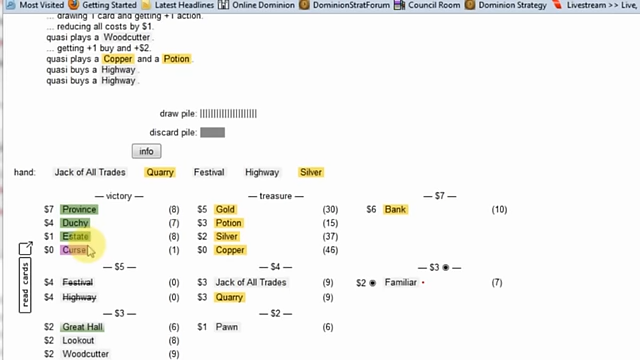 Most Visited Getting Started Latest Headlines Online Dominion DominionStratForum Council Room Dominion Strategy Livestream >> Live,
... drawing 1 card and getting +1 action.
... reducing all costs by $1.
quasi plays a Woodcutter.
... getting +1 buy and +$2.
quasi plays a Copper and a Potion.
quasi buys a Highway.
quasi buys a Highway.
draw pile:
discard pile:
info
hand: Jack of All Trades Quarry Festival Highway Silver
— victory — — treasure — — $7 —
$7 Province (8) $5 Gold (30) $6 Bank (10)
$4 Duchy (7) $3 Potion (15)
$1 Estate (8) $2 Silver (37)
$0 Curse (1) $0 Copper (46)
read cards
— $5 — — $4 — — $3 ◉ —
$4 Festival (0) $3 Jack of All Trades (9) $2 ◉ Familiar (7)
$4 Highway (0) $3 Quarry (9)
— $3 — — $2 —
$2 Great Hall (6) $1 Pawn (6)
$2 Lookout (8)
$2 Woodcutter (9)